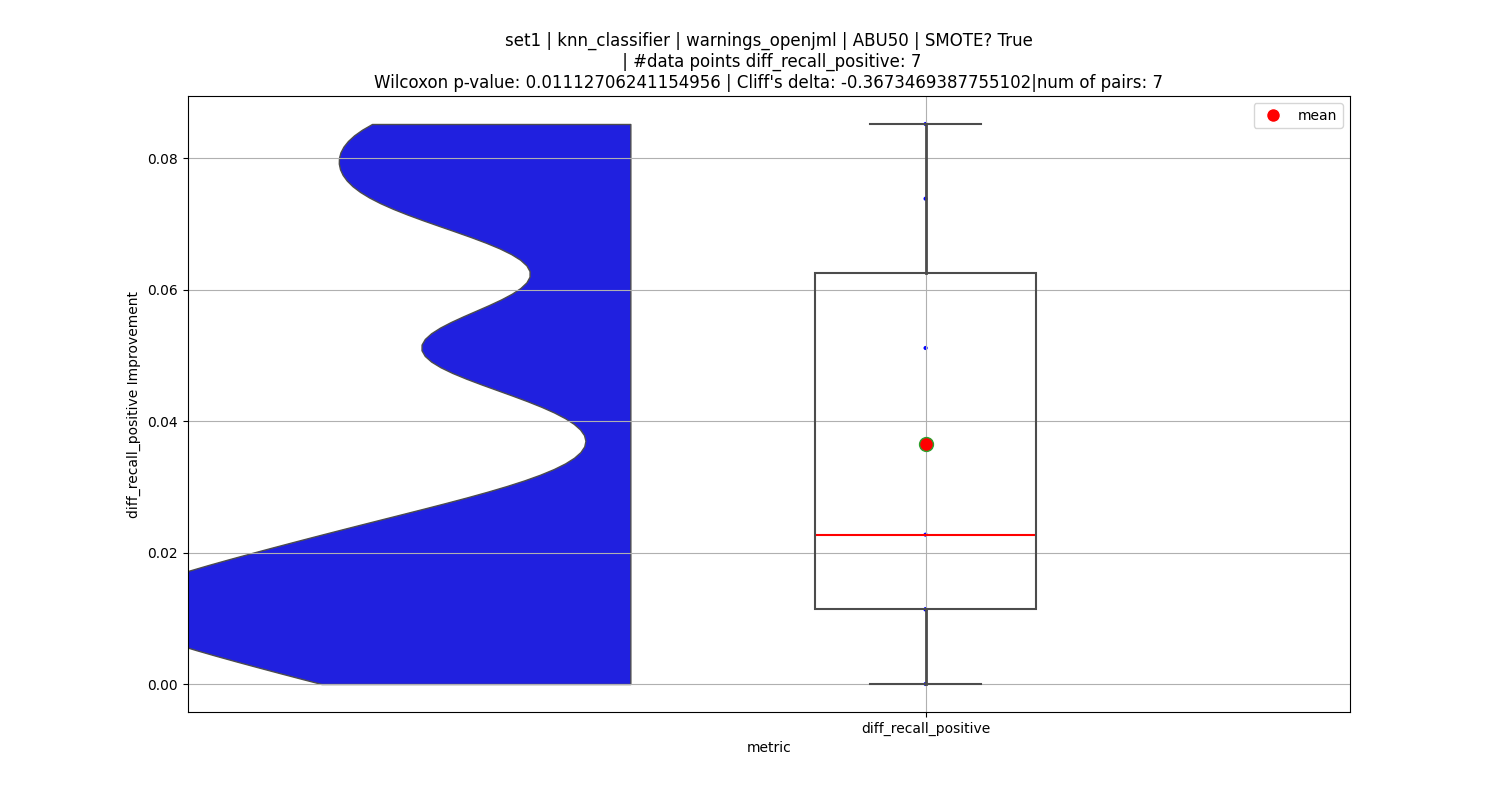 set1 | knn_classifier | warnings_openjml | ABU50 | SMOTE? True
| #data points diff_recall_positive: 7
Wilcoxon p-value: 0.01112706241154956 | Cliff's delta: -0.3673469387755102|num of pairs: 7
mean
0.08
0.06
0.04
0.02
0.00
diff_recall_positive Improvement
diff_recall_positive
metric